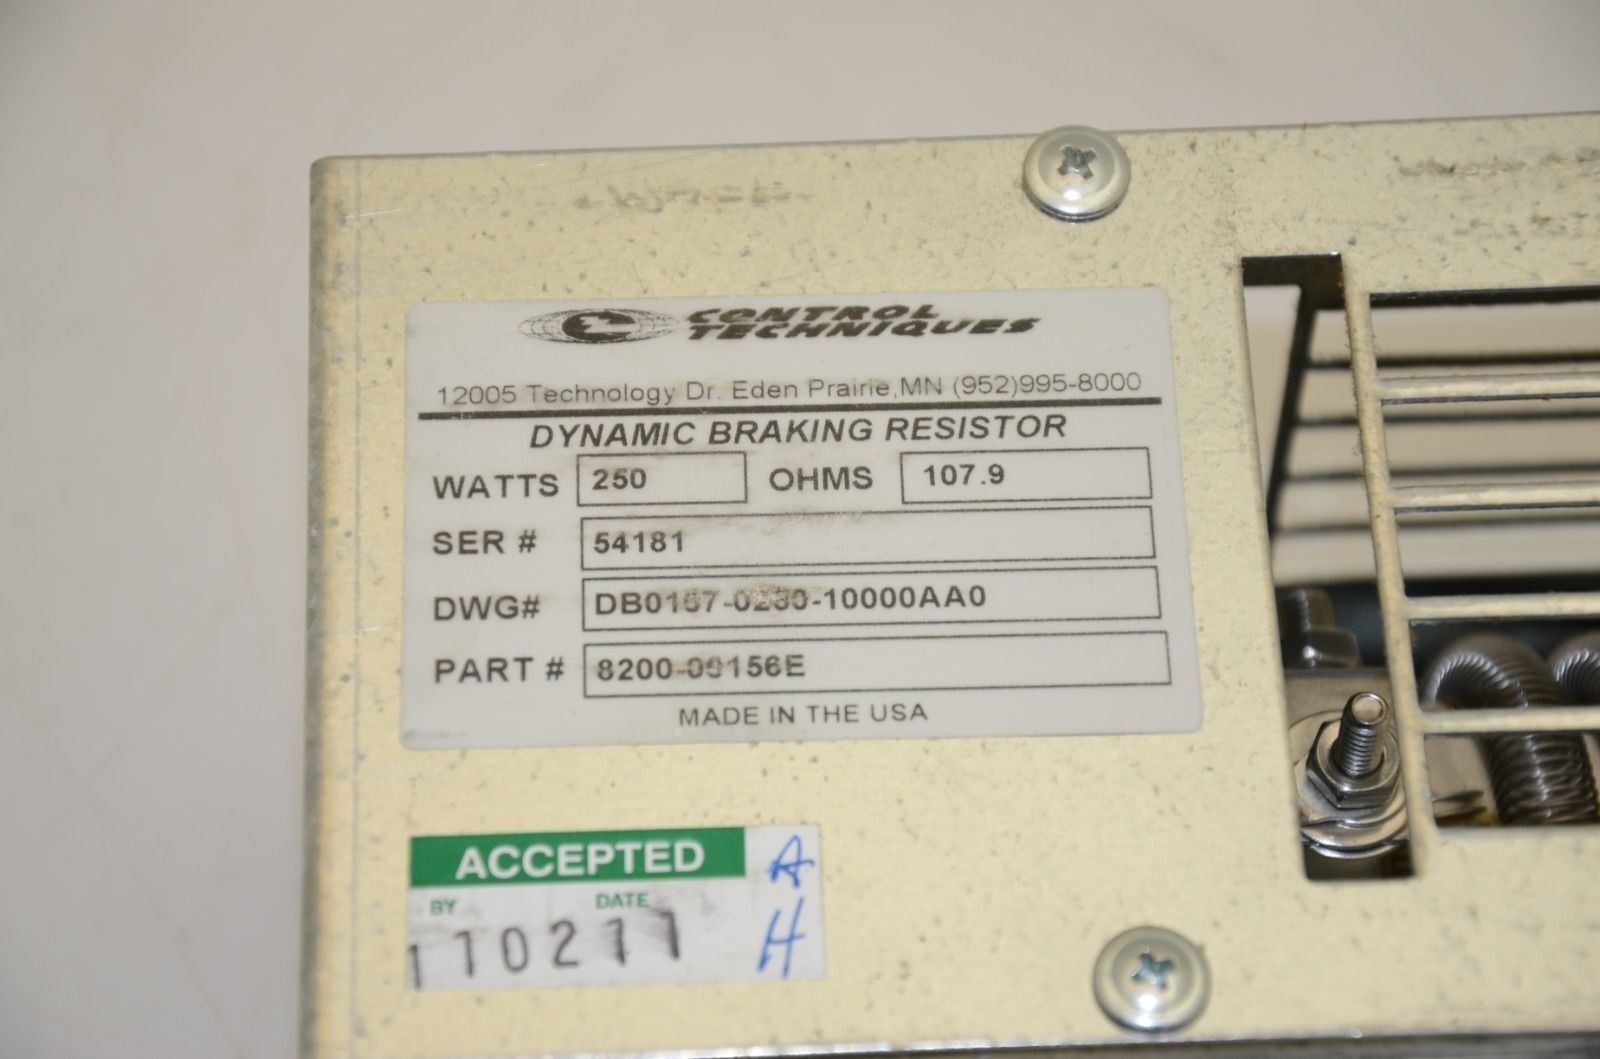 CONTROL
TECHNIQUES
12005 Technology Dr. Eden Prairie,MN (952)995-8000
DYNAMIC BRAKING RESISTOR
WATTS 250 OHMS 107.9
SER # 54181
DWG#
PART #
MADE IN THE USA
ACCEPTED A
BY DATE
110211 H